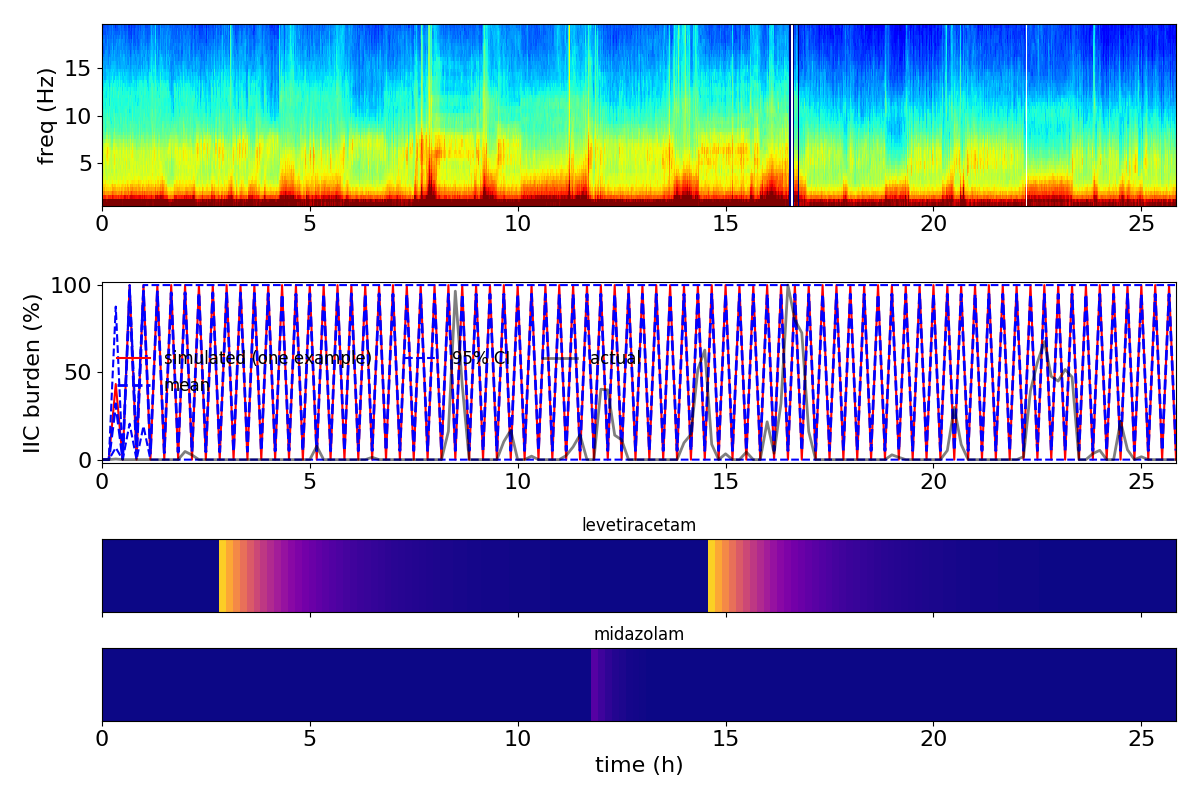 freq (Hz)
15
10
5
0 5 10 15 20 25
IIC burden (%)
100
50
0
simulated (one example) 95% CI actual
mean
0 5 10 15 20 25
levetiracetam
midazolam
0 5 10 15 20 25
time (h)